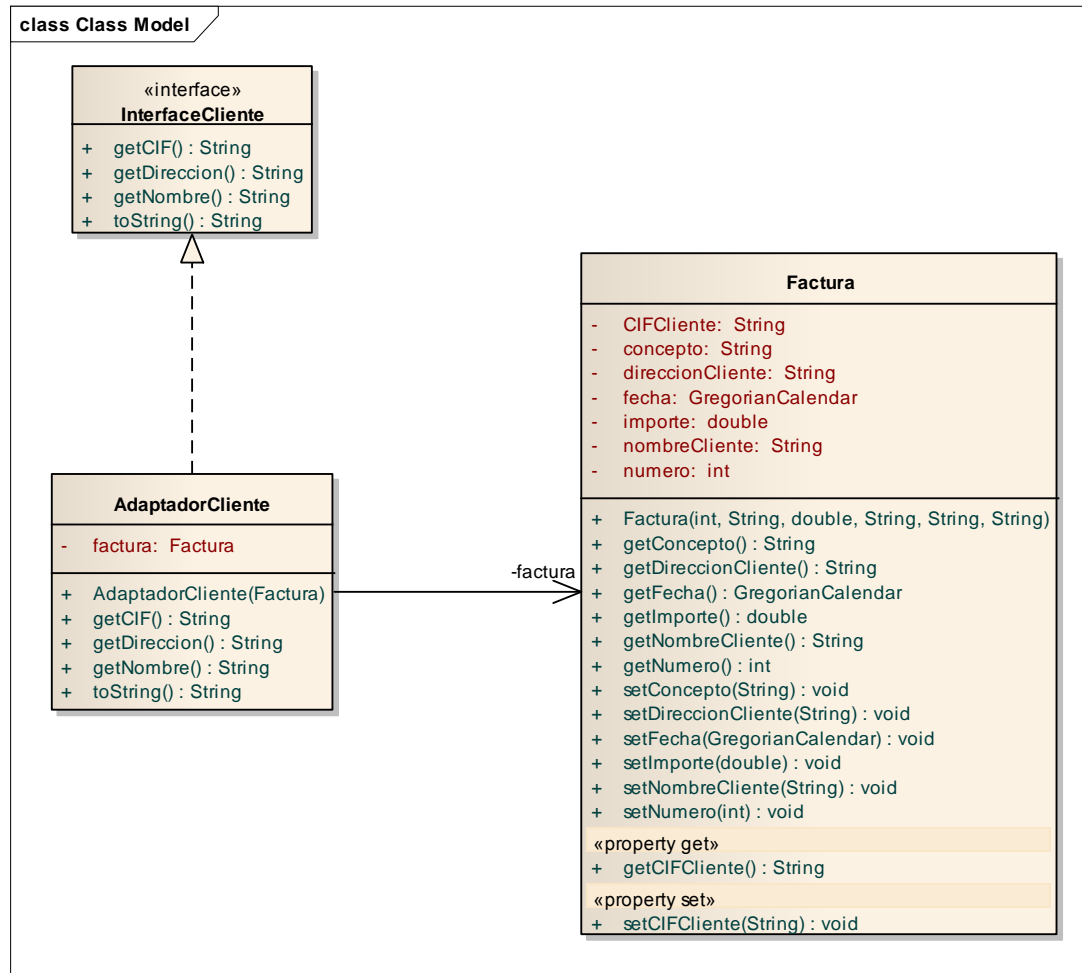 class Class Model
«interface»
InterfaceCliente
+ getCIF() : String
+ getDireccion() : String
+ getNombre() : String
+ toString() : String
Factura
- CIFCliente: String
- concepto: String
- direccionCliente: String
- fecha: GregorianCalendar
- importe: double
- nombreCliente: String
- numero: int
+ Factura(int, String, double, String, String, String)
+ getConcepto() : String
+ getDireccionCliente() : String
+ getFecha() : GregorianCalendar
+ getImporte() : double
+ getNombreCliente() : String
+ getNumero() : int
+ setConcepto(String) : void
+ setDireccionCliente(String) : void
+ setFecha(GregorianCalendar) : void
+ setImporte(double) : void
+ setNombreCliente(String) : void
+ setNumero(int) : void
«property get»
+ getCIFCliente() : String
«property set»
+ setCIFCliente(String) : void
AdaptadorCliente
- factura: Factura
+ AdaptadorCliente(Factura)
+ getCIF() : String
+ getDireccion() : String
+ getNombre() : String
+ toString() : String
-factura